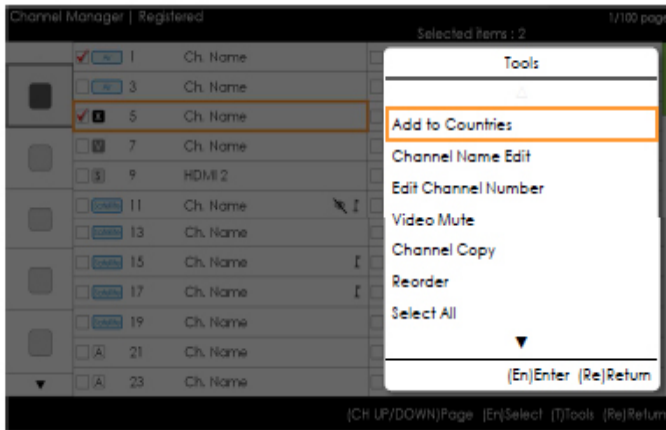 Channel Manager | Registered
1/100 page
Selected items : 2
1 Ch. Name
3 Ch. Name
X 5 Ch. Name
V 7 Ch. Name
S 9 HDMI 2
11 Ch. Name
13 Ch. Name
15 Ch. Name
17 Ch. Name
19 Ch. Name
A 21 Ch. Name
A 23 Ch. Name
Tools
Add to Countries
Channel Name Edit
Edit Channel Number
Video Mute
Channel Copy
Reorder
Select All
(En)Enter (Re)Return
(CH UP/DOWN)Page (En)Select (T)Tools (Re)Return